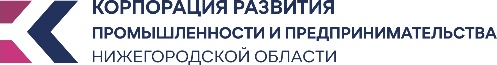 КОРПОРАЦИЯ РАЗВИТИЯ
ПРОМЫШЛЕННОСТИ И ПРЕДПРИНИМАТЕЛЬСТВА
НИЖЕГОРОДСКОЙ ОБЛАСТИ